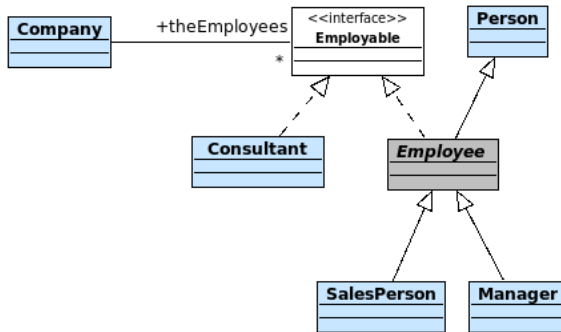 Company
+theEmployees
*
<<interface>>
Employable
Person
Consultant
Employee
SalesPerson
Manager